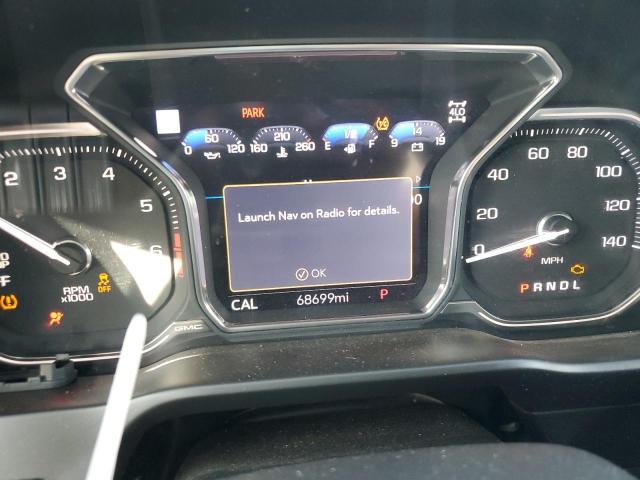 PARK
60
0 120
210
160 260
1/2
E F
14
9 19
Launch Nav on Radio for details.
OK
CAL 68699mi P
2 3 4 5 6
RPM
x1000
OFF
GMC
0 20 40 60 80 100 120 140
MPH
PRNDL